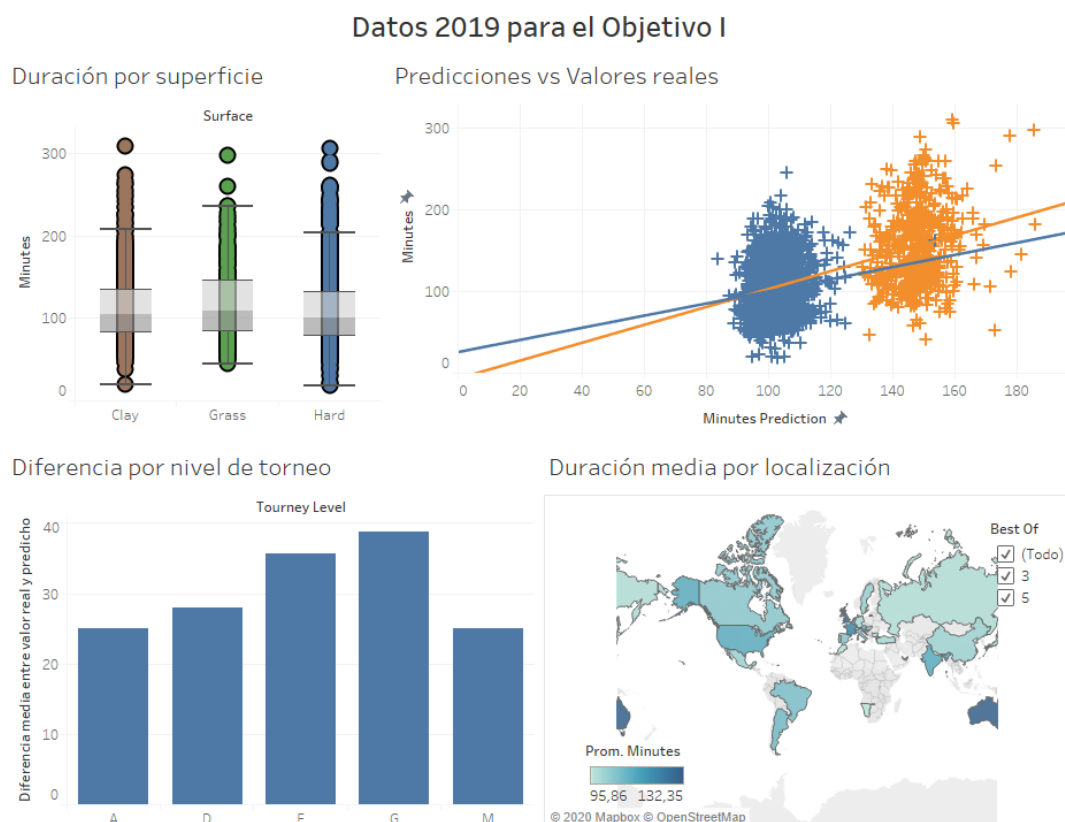 Datos 2019 para el Objetivo I
Duración por superficie
Surface
Minutes
300
200
100
0
Clay
Grass
Hard
Predicciones vs Valores reales
Minutes
300
200
100
0
0
20
40
60
80
100
120
140
160
180
Minutes Prediction
Diferencia por nivel de torneo
Tourney Level
Diferencia media entre valor real y predicho
40
30
20
10
0
A
D
F
G
M
Duración media por localización
Best Of
(Todo)
3
5
Prom. Minutes
95,86 132,35
© 2020 Mapbox © OpenStreetMap